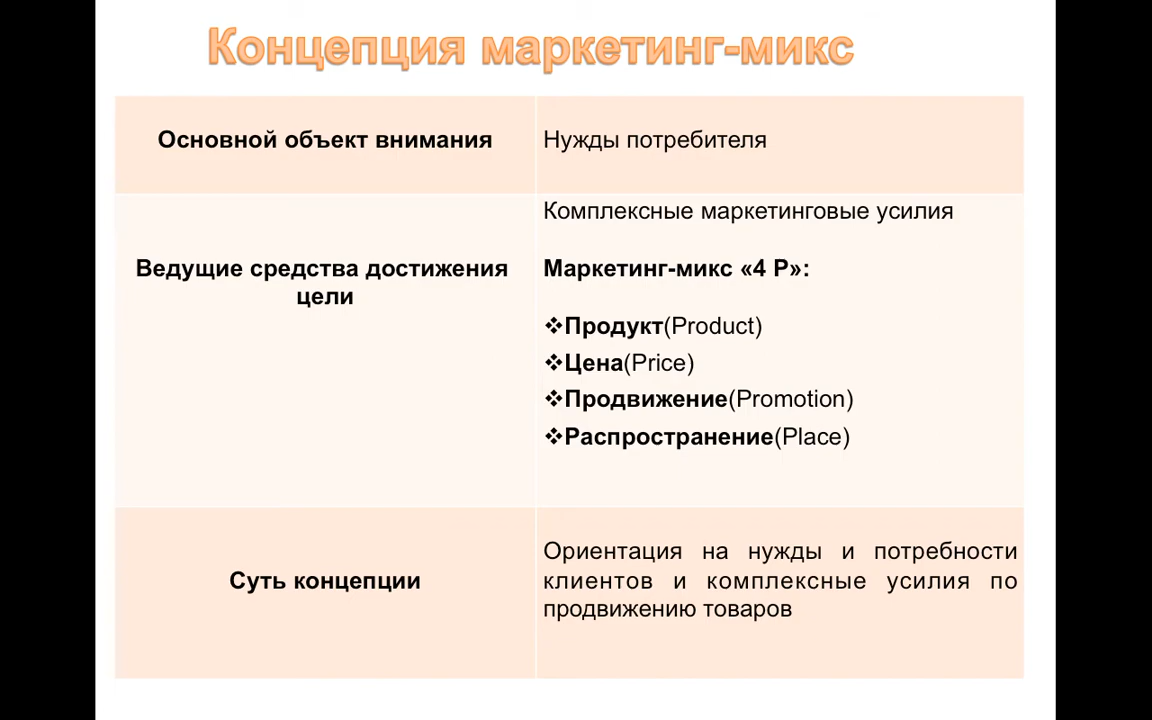 Концепция маркетинг-микс
Основной объект внимания
Нужды потребителя
Ведущие средства достижения
цели
Комплексные маркетинговые усилия
Маркетинг-микс «4 P»:
❖Продукт(Product)
❖Цена(Price)
❖Продвижение(Promotion)
❖Распространение(Place)
Суть концепции
Ориентация на нужды и потребности
клиентов и комплексные усилия по
продвижению товаров